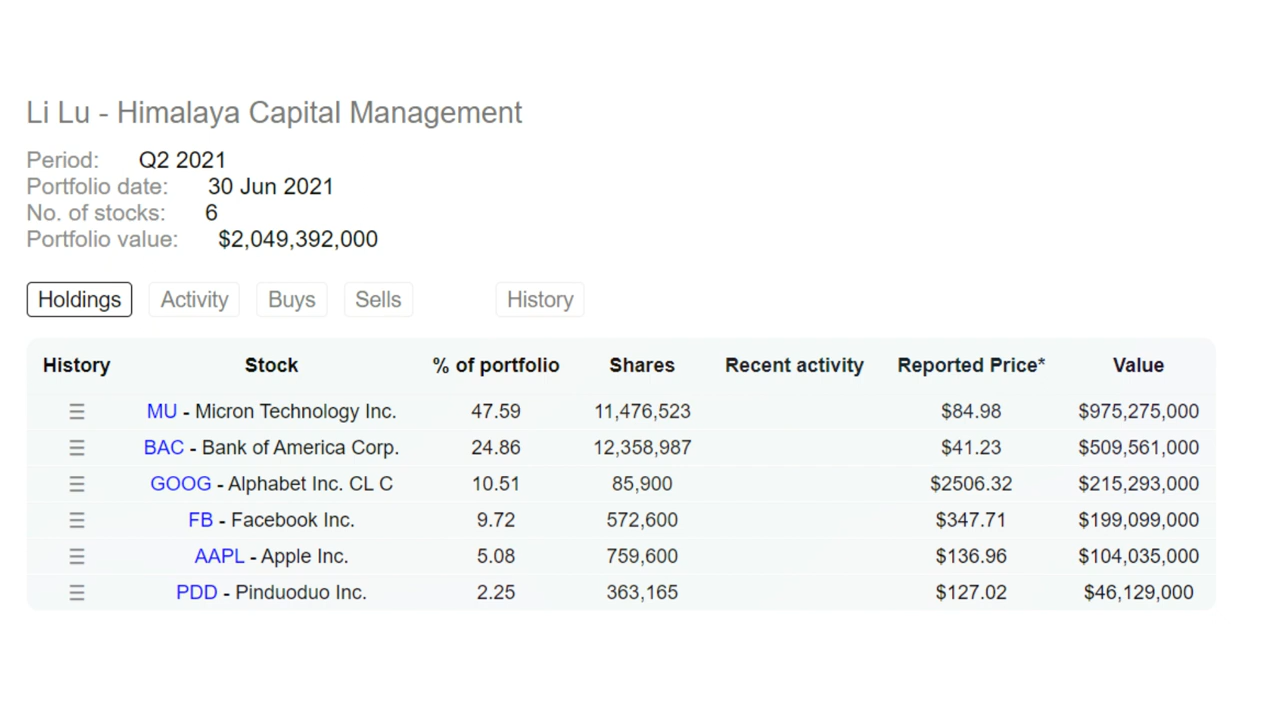 Li Lu - Himalaya Capital Management
Period: Q2 2021
Portfolio date: 30 Jun 2021
No. of stocks: 6
Portfolio value: $2,049,392,000
Holdings Activity Buys Sells History
History Stock % of portfolio Shares Recent activity Reported Price* Value
≡ MU - Micron Technology Inc. 47.59 11,476,523 $84.98 $975,275,000
≡ BAC - Bank of America Corp. 24.86 12,358,987 $41.23 $509,561,000
≡ GOOG - Alphabet Inc. CL C 10.51 85,900 $2506.32 $215,293,000
≡ FB - Facebook Inc. 9.72 572,600 $347.71 $199,099,000
≡ AAPL - Apple Inc. 5.08 759,600 $136.96 $104,035,000
≡ PDD - Pinduoduo Inc. 2.25 363,165 $127.02 $46,129,000